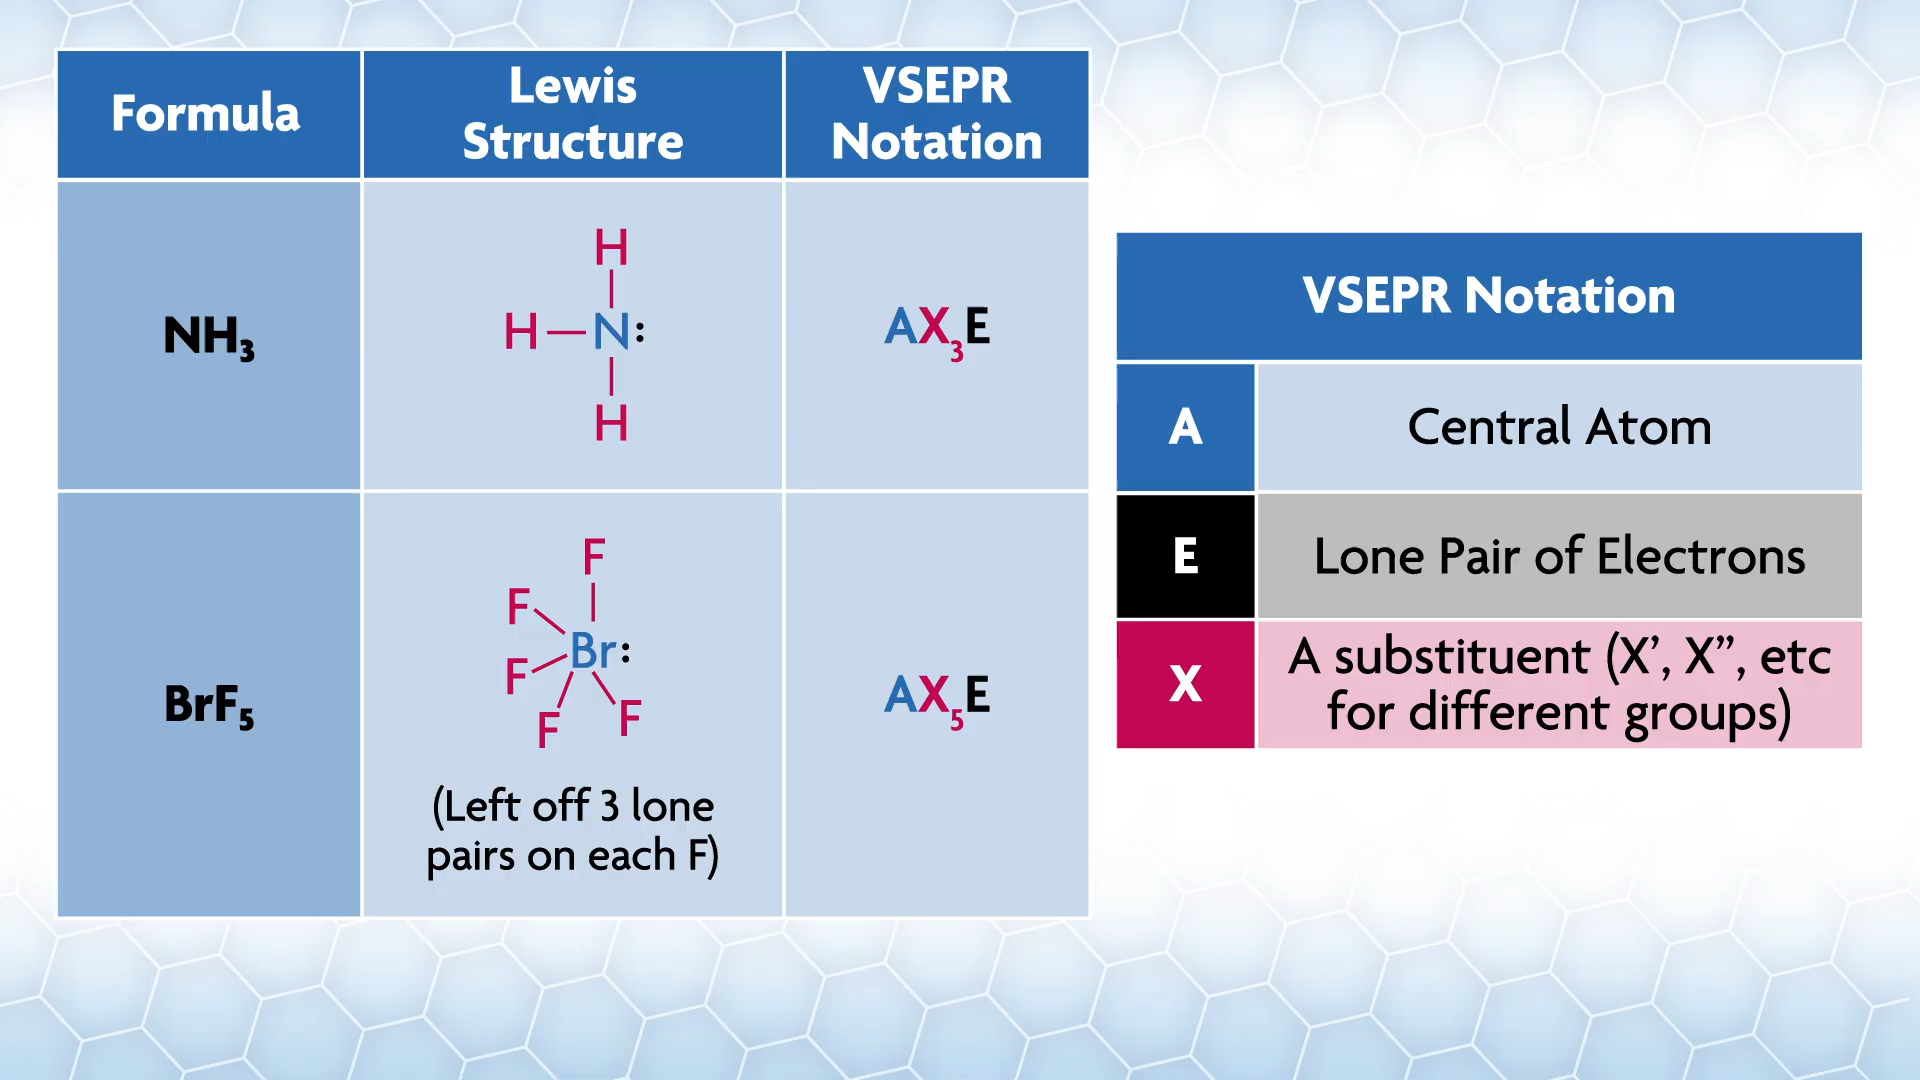 Formula
Lewis
Structure
VSEPR
Notation
NH₃
H
H—N:
H
AX₃E
BrF₅
F
F
Br:
F
F
F
(Left off 3 lone
pairs on each F)
AX₅E
VSEPR Notation
A
Central Atom
E
Lone Pair of Electrons
X
A substituent (X’, X”, etc
for different groups)